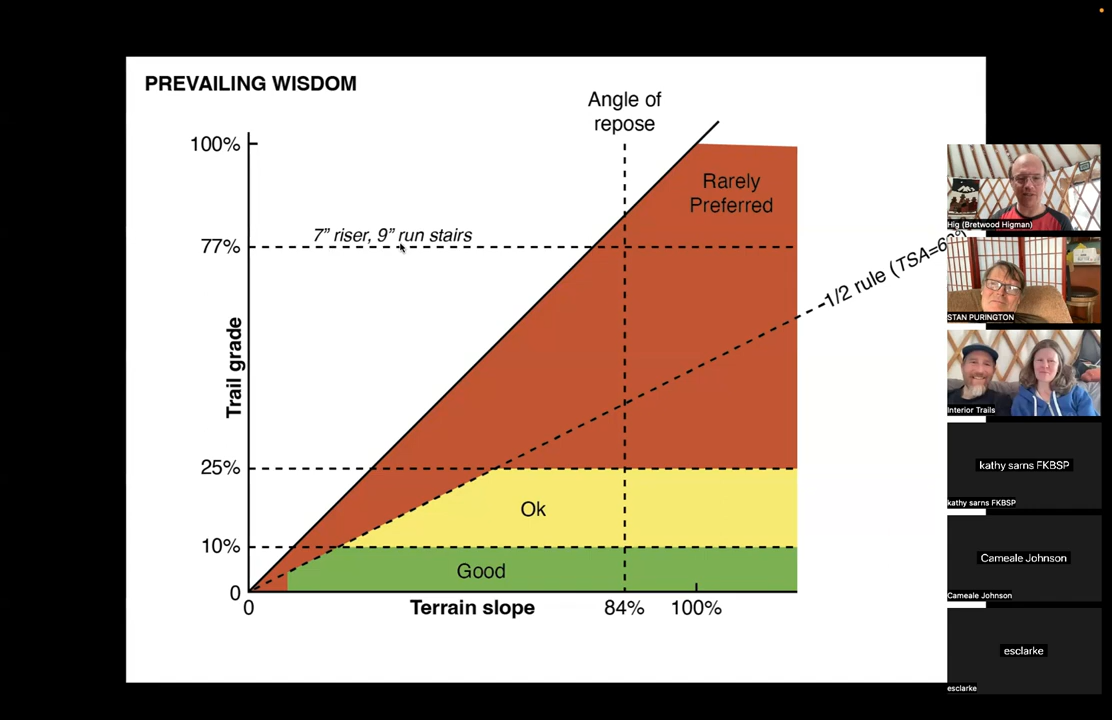 PREVAILING WISDOM
Angle of
repose
100%
Rarely
Preferred
7” riser, 9” run stairs
77%
1/2 rule (TSA=60°)
Trail grade
25%
Ok
10%
Good
0
0
Terrain slope
84%
100%
Hig (Bretwood Higman)
STAN PURINGTON
Interior Trails
kathy sarns FKBSP
kathy sarns FKBSP
Cameale Johnson
Cameale Johnson
esclarke
esclarke